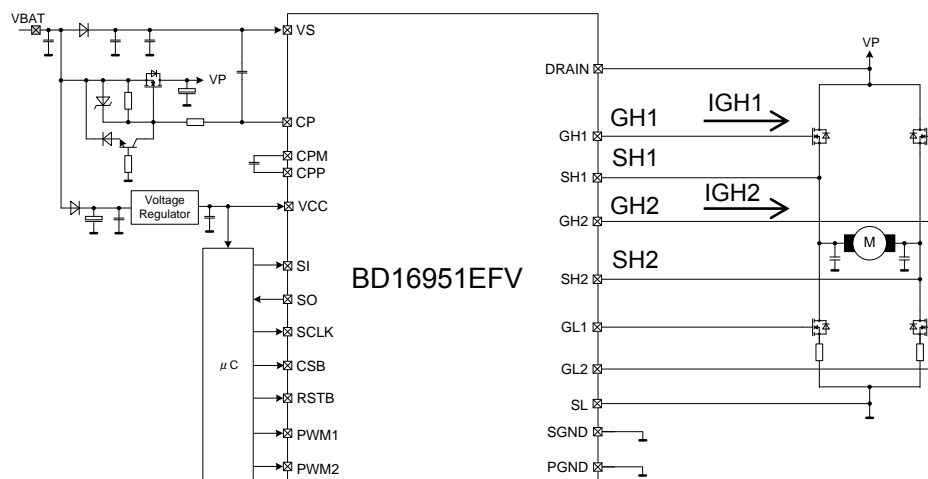 VBAT
VS
VP
CP
CPM
CPP
Voltage
Regulator
VCC
μC
SI
SO
SCLK
CSB
RSTB
PWM1
PWM2
BD16951EFV
DRAIN
GH1
SH1
GH2
SH2
GL1
GL2
SL
SGND
PGND
GH1
IGH1
SH1
GH2
IGH2
SH2
VP
M